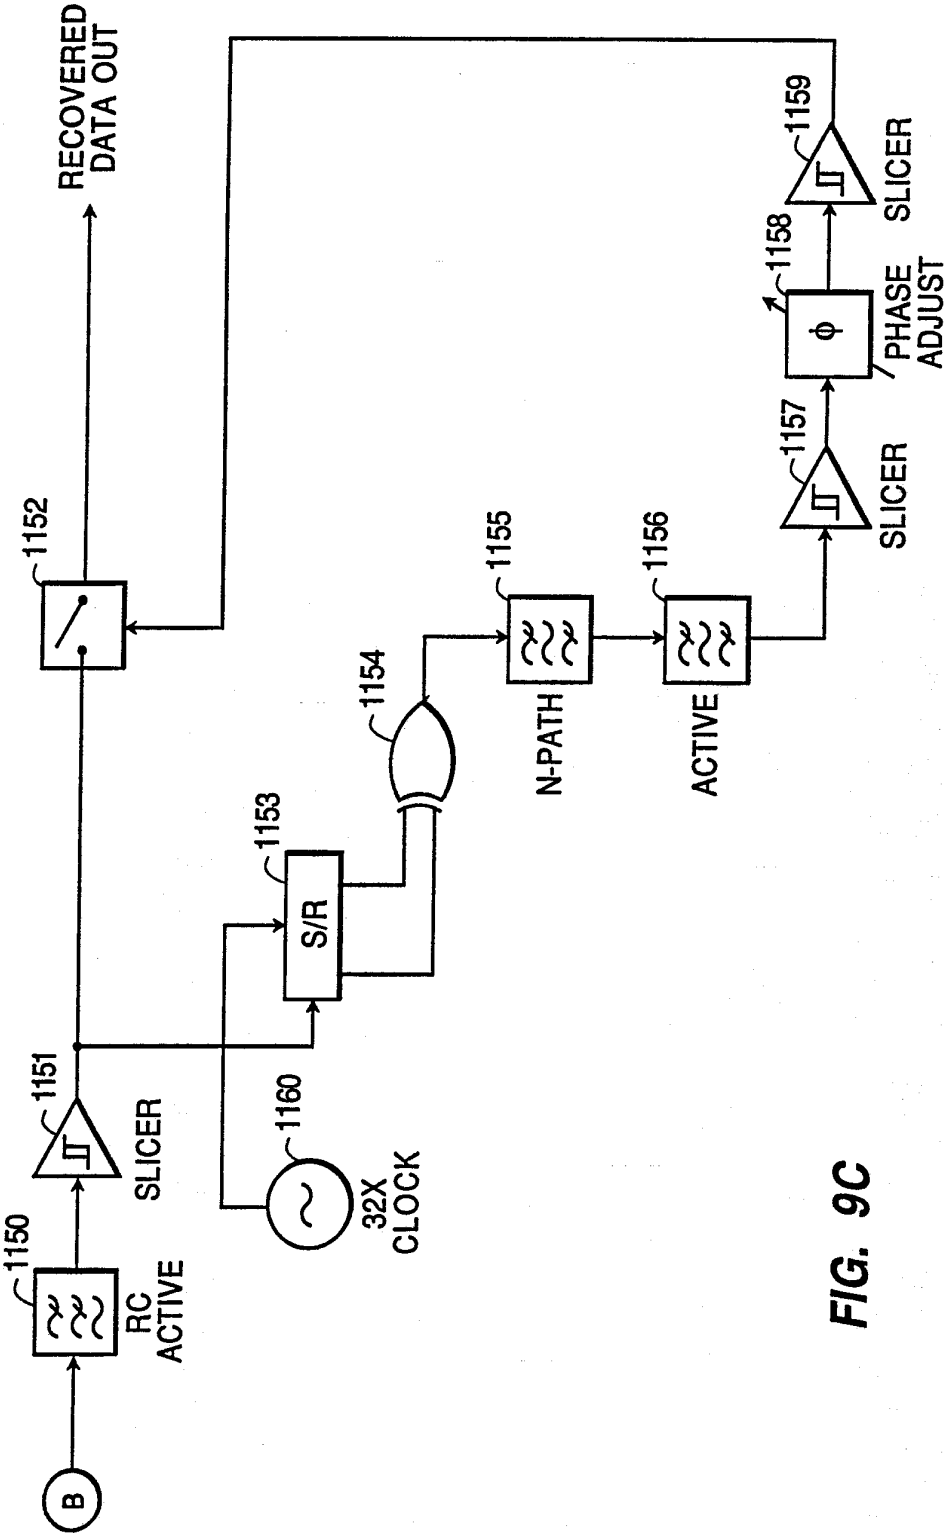 B
1150
RC
ACTIVE
1151
SLICER
1152
RECOVERED
DATA OUT
1160
32X
CLOCK
1153
S/R
1154
1155
N-PATH
1156
ACTIVE
1157
SLICER
1158
ϕ
PHASE
ADJUST
1159
SLICER
FIG. 9C